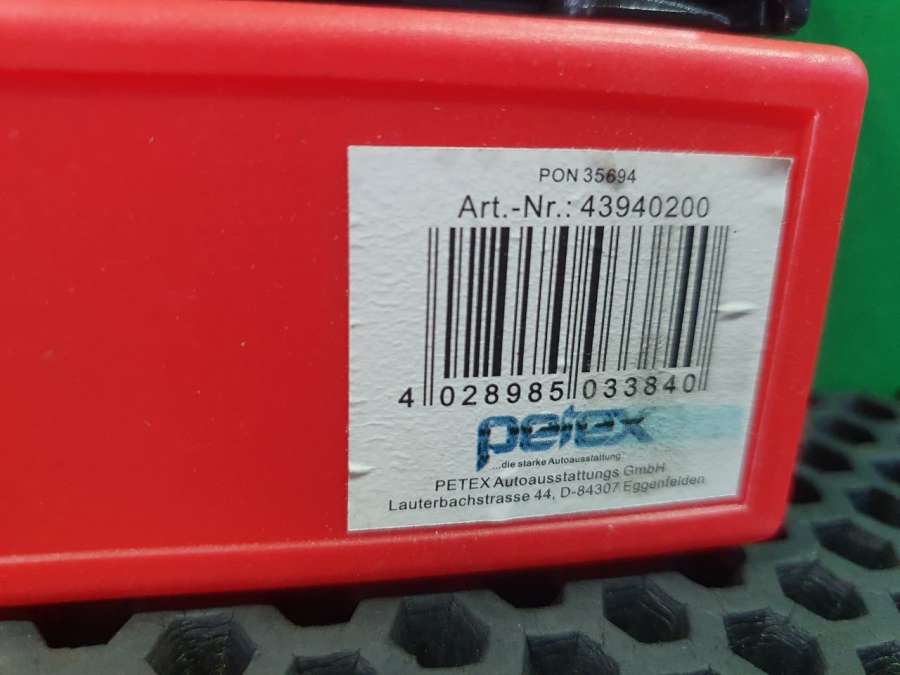 PON 35694
Art.-Nr.: 43940200
4 028985 033840
petex
...die starke Autoausstattung
PETEX Autoausstattungs GmbH
Lauterbachstrasse 44, D-84307 Eggenfelden